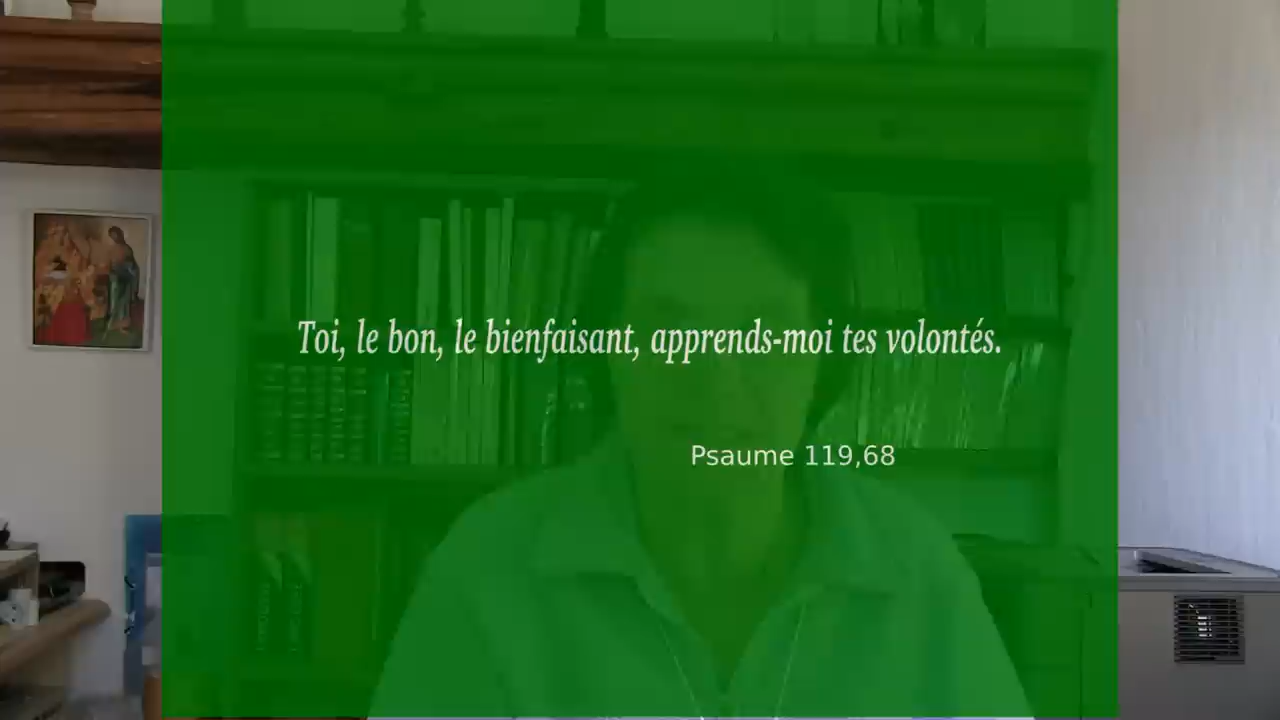 Toi, le bon, le bienfaisant, apprends-moi tes volontés.
Psaume 119,68